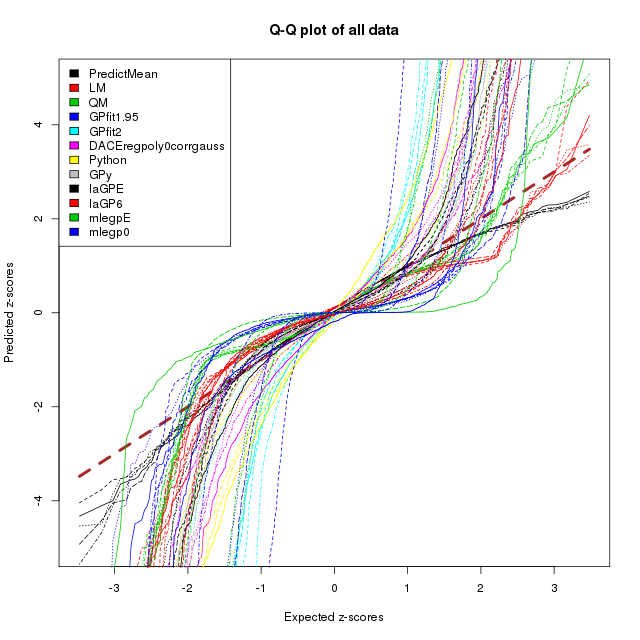 Q-Q plot of all data
PredictMean
LM
QM
GPfit1.95
GPfit2
DACEregpoly0corrgauss
Python
GPy
laGPE
laGP6
mlegpE
mlegp0
4
2
0
-2
-4
Predicted z-scores
-3 -2 -1 0 1 2 3
Expected z-scores